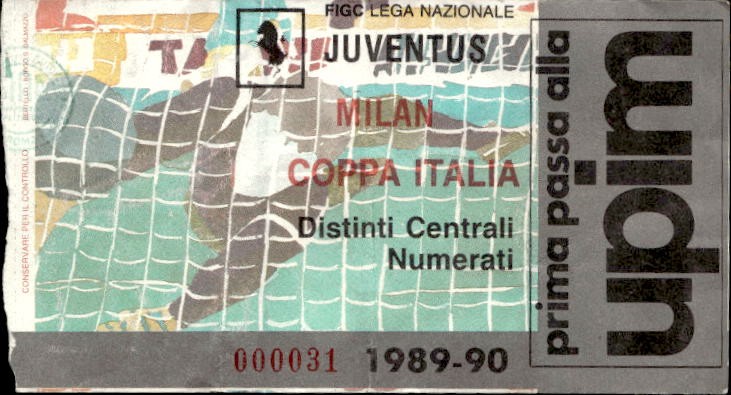 FIGC LEGA NAZIONALE
JUVENTUS
MILAN
COPPA ITALIA
Distinti Centrali
Numerati
000031 1989-90
prima passa alla
upim
CONSERVARE PER IL CONTROLLO